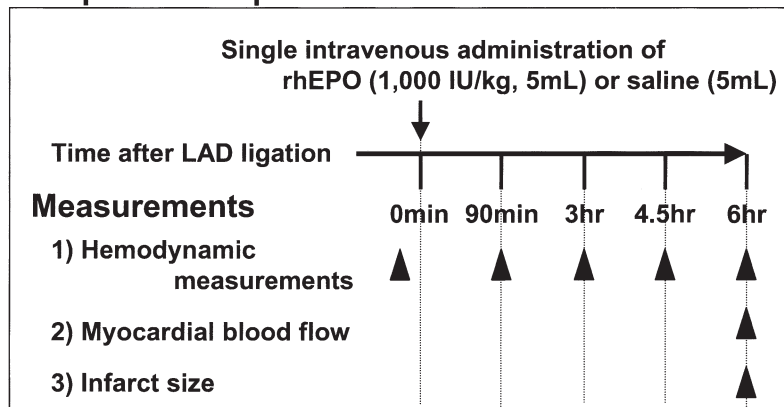 Single intravenous administration of
rhEPO (1,000 IU/kg, 5mL) or saline (5mL)
Time after LAD ligation
Measurements
0min 90min 3hr 4.5hr 6hr
1) Hemodynamic
measurements
2) Myocardial blood flow
3) Infarct size